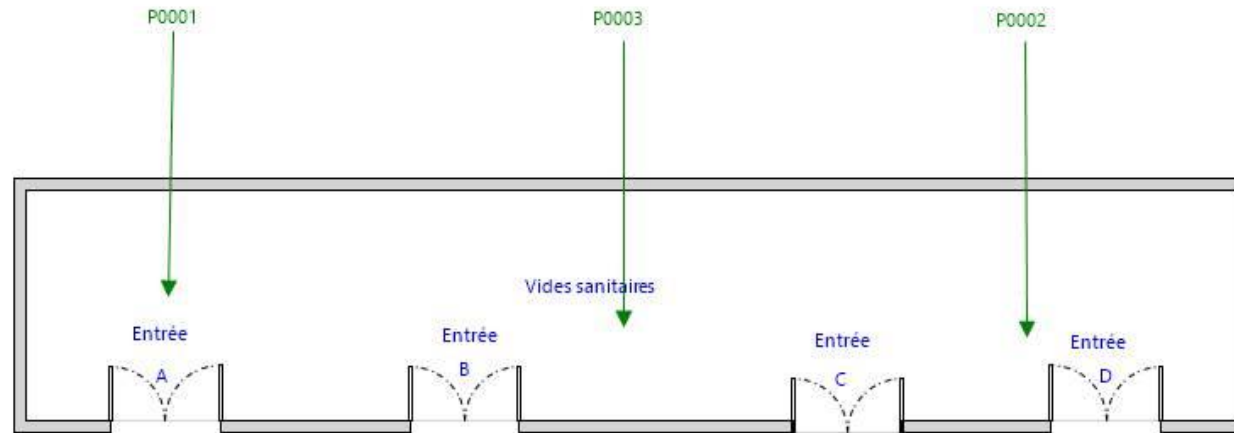 P0001
P0003
P0002
Vides sanitaires
Entrée
A
Entrée
B
Entrée
C
Entrée
D